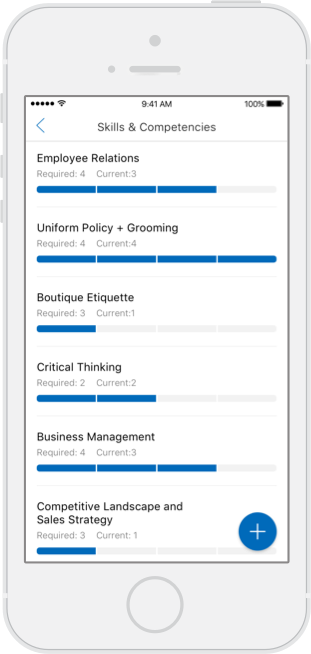 9:41 AM
100%
Skills & Competencies
Employee Relations
Required: 4 Current:3
Uniform Policy + Grooming
Required: 4 Current:4
Boutique Etiquette
Required: 3 Current:1
Critical Thinking
Required: 2 Current:2
Business Management
Required: 4 Current:3
Competitive Landscape and
Sales Strategy
Required: 3 Current: 1